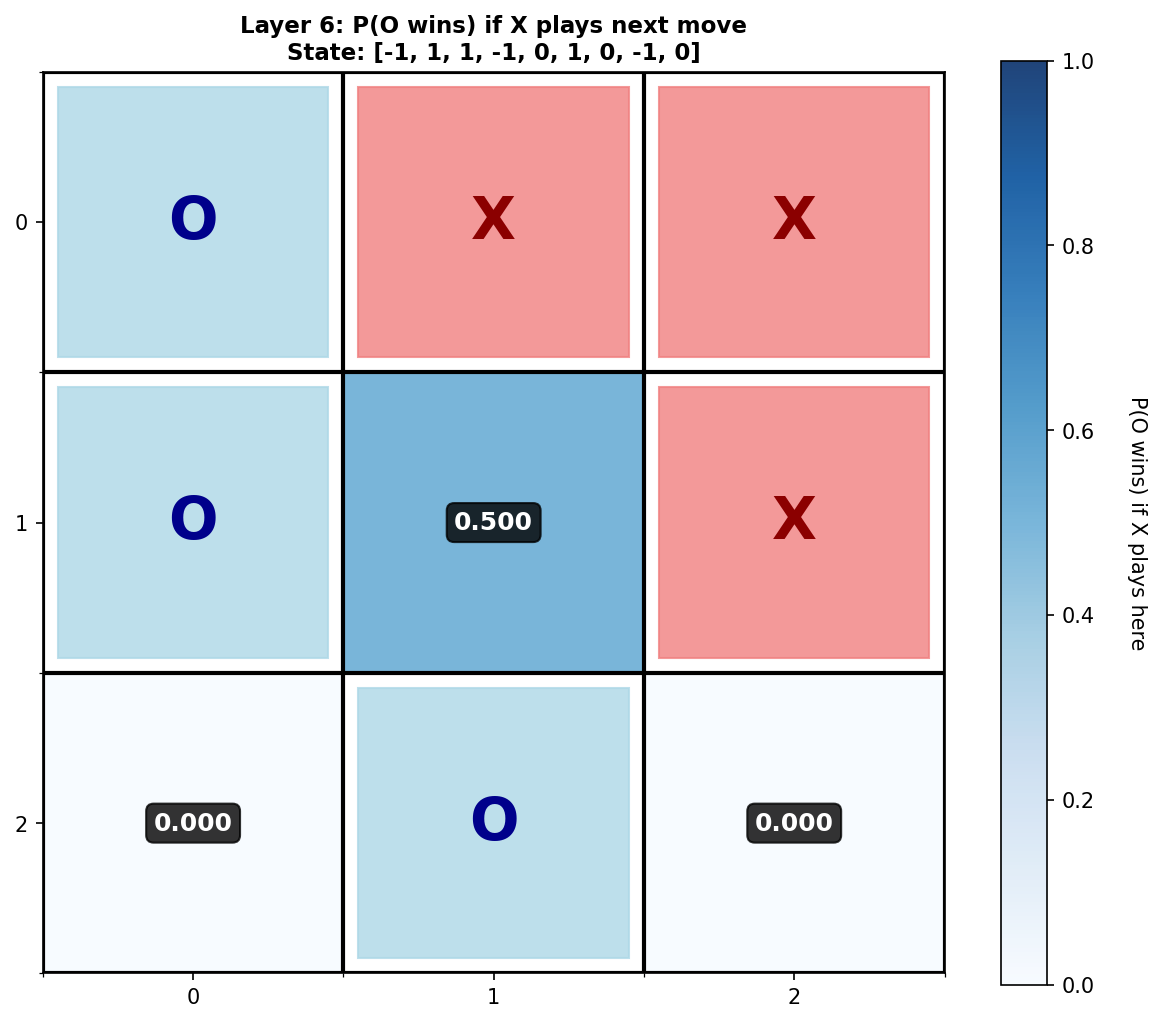 Layer 6: P(O wins) if X plays next move
State: [-1, 1, 1, -1, 0, 1, 0, -1, 0]
0
O
X
X
1
O
0.500
X
2
0.000
O
0.000
0
1
2
1.0
0.8
0.6
0.4
0.2
0.0
P(O wins) if X plays here